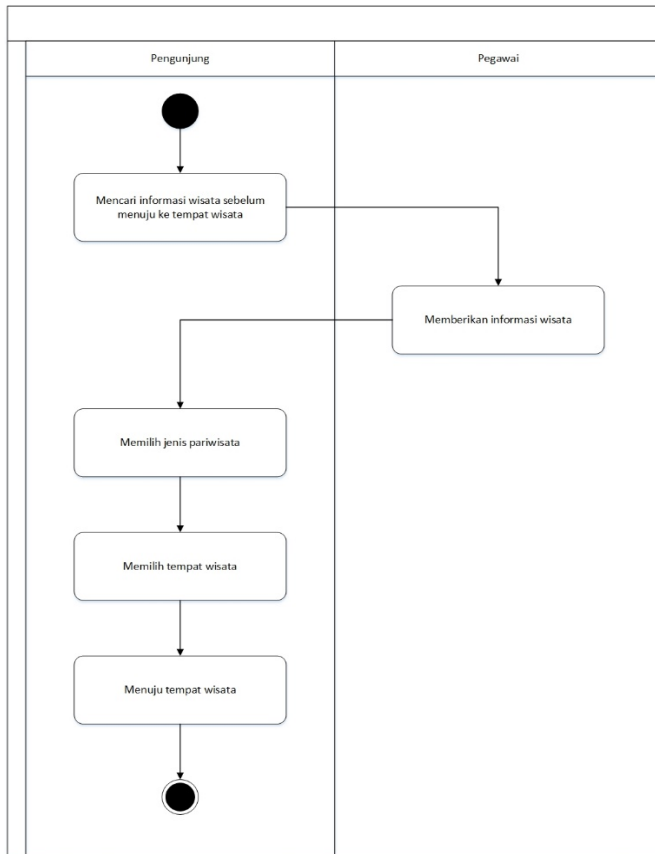 Pengunjung
Pegawai
Mencari informasi wisata sebelum
menuju ke tempat wisata
Memberikan informasi wisata
Memilih jenis pariwisata
Memilih tempat wisata
Menuju tempat wisata